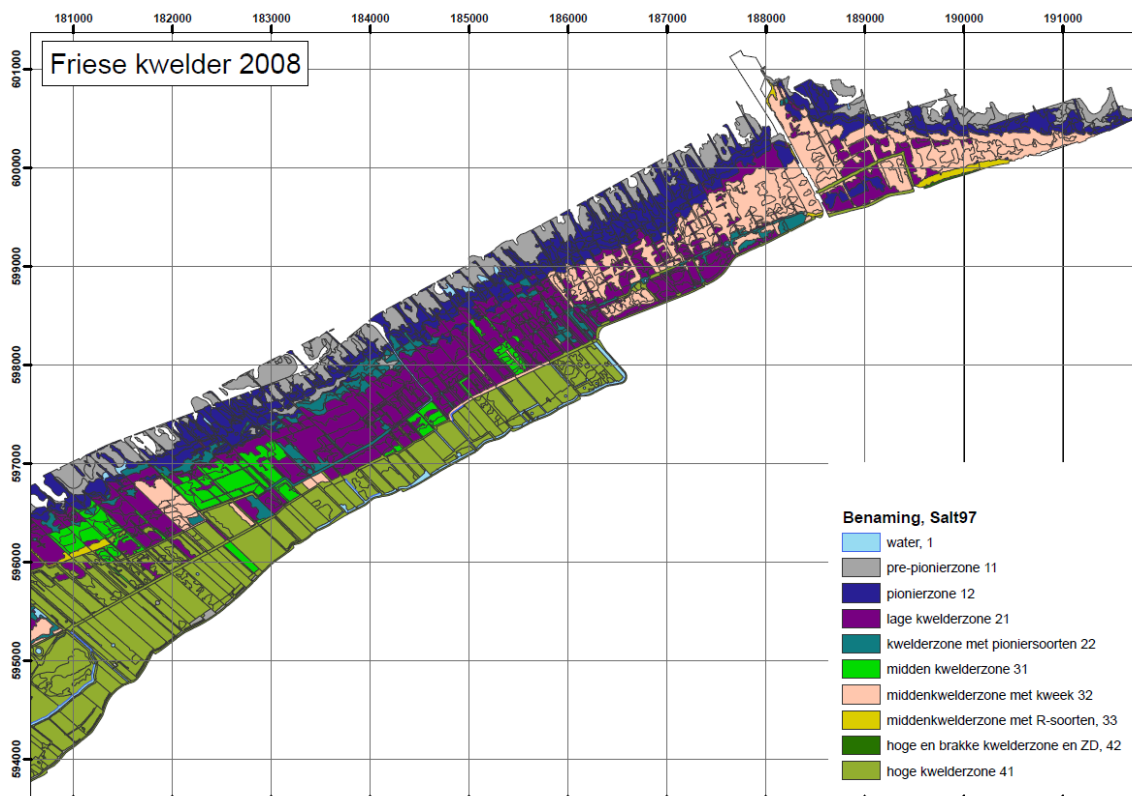 181000 182000 183000 184000 185000 186000 187000 188000 189000 190000 191000
Friese kwelder 2008
601000
600000
599000
598000
597000
596000
595000
594000
Benaming, Salt97
water, 1
pre-pionierzone 11
pionierzone 12
lage kwelderzone 21
kwelderzone met pioniersoorten 22
midden kwelderzone 31
middenkwelderzone met kweek 32
middenkwelderzone met R-soorten, 33
hoge en brakke kwelderzone en ZD, 42
hoge kwelderzone 41